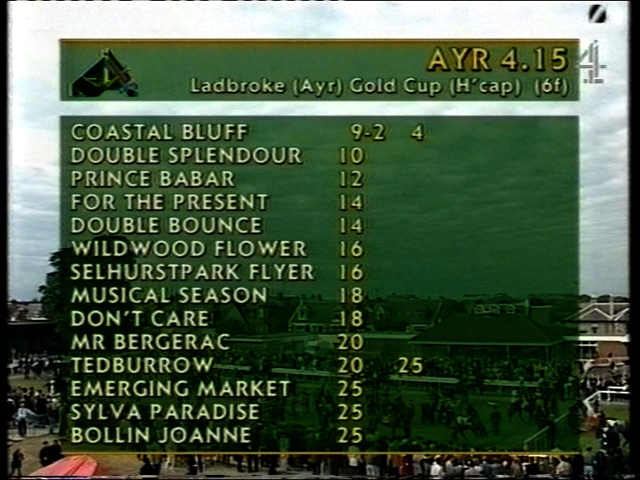 AYR 4.15
Ladbroke (Ayr) Gold Cup (H'cap) (6f)
4
COASTAL BLUFF 9-2 4
DOUBLE SPLENDOUR 10
PRINCE BABAR 12
FOR THE PRESENT 14
DOUBLE BOUNCE 14
WILDWOOD FLOWER 16
SELHURSTPARK FLYER 16
MUSICAL SEASON 18
DON'T CARE 18
MR BERGERAC 20
TEDBURROW 20 25
EMERGING MARKET 25
SYLVA PARADISE 25
BOLLIN JOANNE 25